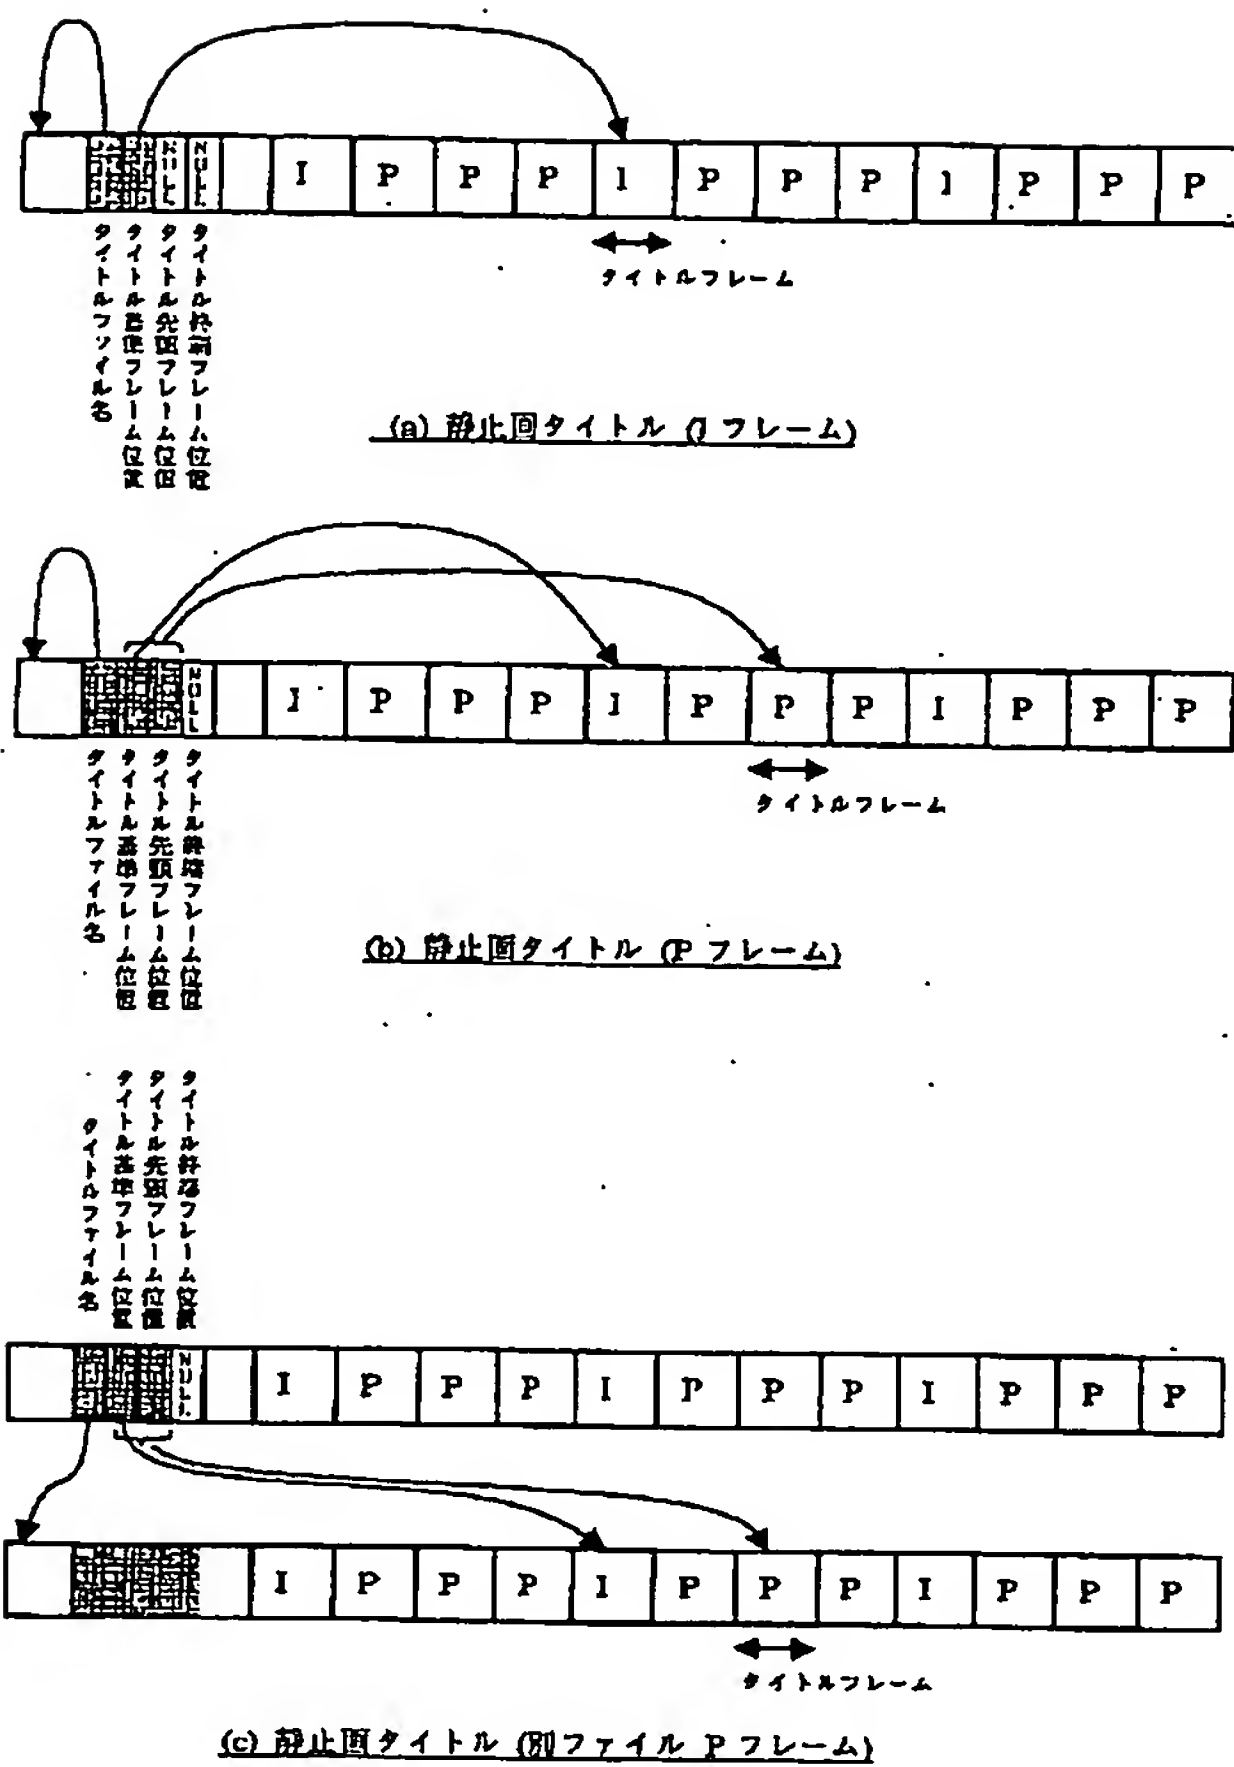 NULL NULL I P P P I P P P I P P P
タイトルフレーム
タイトルファイル名
タイトル基準フレーム位置
タイトル先頭フレーム位置
タイトル終端フレーム位置
(a) 静止画タイトル (I フレーム)
NULL I P P P I P P P I P P P
タイトルフレーム
タイトルファイル名
タイトル基準フレーム位置
タイトル先頭フレーム位置
タイトル終端フレーム位置
(b) 静止画タイトル (P フレーム)
タイトルファイル名
タイトル基準フレーム位置
タイトル先頭フレーム位置
タイトル終端フレーム位置
NULL I P P P I P P P I P P P
I P P P I P P P I P P P
タイトルフレーム
(c) 静止画タイトル (別ファイル P フレーム)